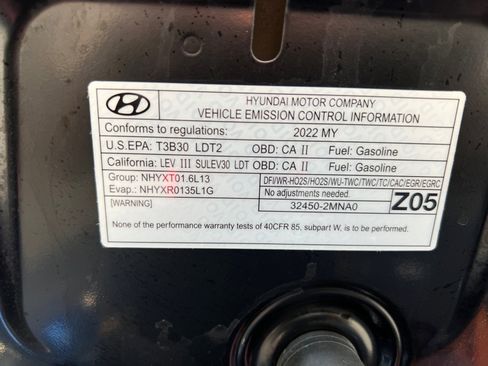 HYUNDAI MOTOR COMPANY
VEHICLE EMISSION CONTROL INFORMATION
Conforms to regulations: 2022 MY
U.S.EPA: T3B30 LDT2 OBD: CA II Fuel: Gasoline
California: LEV III SULEV30 LDT OBD: CA II Fuel: Gasoline
Group: NHYXT01.6L13
Evap.: NHYXR0135L1G
[WARNING]
DFI/WR-HO2S/HO2S/WU-TWC/TWC/TC/CAC/EGR/EGRC
No adjustments needed.
32450-2MNA0
Z05
None of the performance warranty tests of 40CFR 85, subpart W, is to be used.